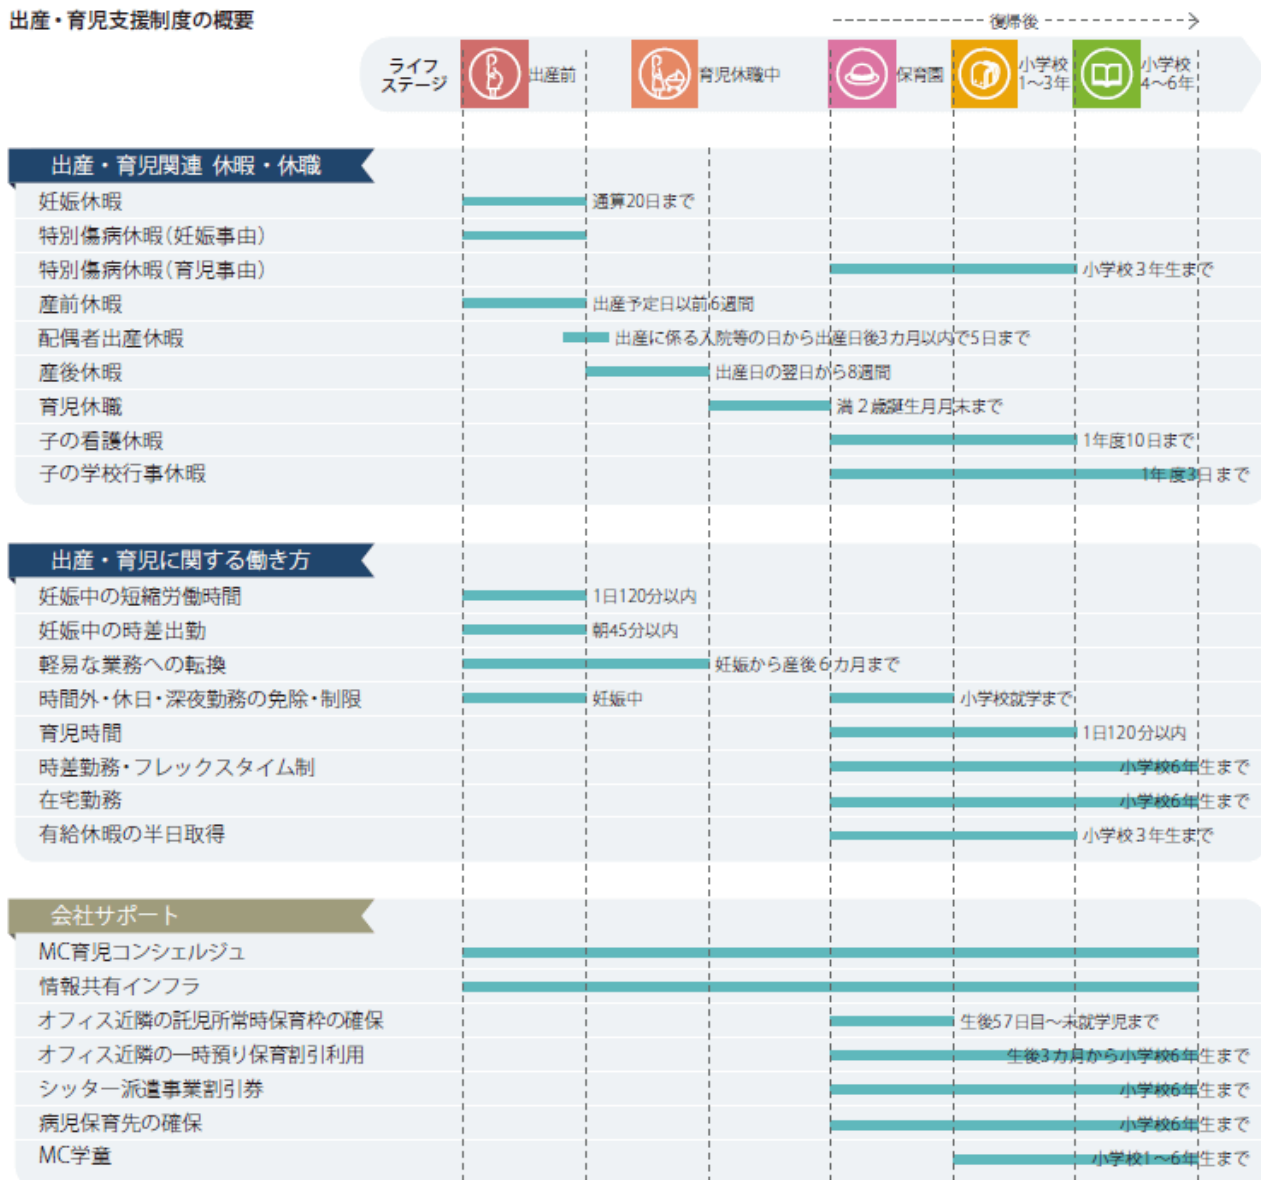 出産・育児支援制度の概要
復帰後
ライフ
ステージ
出産前
育児休職中
保育園
小学校
1〜3年
小学校
4〜6年
出産・育児関連 休暇・休職
妊娠休暇 通算20日まで
特別傷病休暇(妊娠事由)
特別傷病休暇(育児事由) 小学校3年生まで
産前休暇 出産予定日以前6週間
配偶者出産休暇 出産に係る入院等の日から出産日後3カ月以内で5日まで
産後休暇 出産日の翌日から8週間
育児休職 満2歳誕生月月末まで
子の看護休暇 1年度10日まで
子の学校行事休暇 1年度3日まで
出産・育児に関する働き方
妊娠中の短縮労働時間 1日120分以内
妊娠中の時差出勤 朝45分以内
軽易な業務への転換 妊娠から産後6カ月まで
時間外・休日・深夜勤務の免除・制限 妊娠中 小学校就学まで
育児時間 1日120分以内
時差勤務・フレックスタイム制 小学校6年生まで
在宅勤務 小学校6年生まで
有給休暇の半日取得 小学校3年生まで
会社サポート
MC育児コンシェルジュ
情報共有インフラ
オフィス近隣の託児所常時保育枠の確保 生後57日目〜未就学児まで
オフィス近隣の一時預り保育割引利用 生後3カ月から小学校6年生まで
シッター派遣事業割引券 小学校6年生まで
病児保育先の確保 小学校6年生まで
MC学童 小学校1〜6年生まで